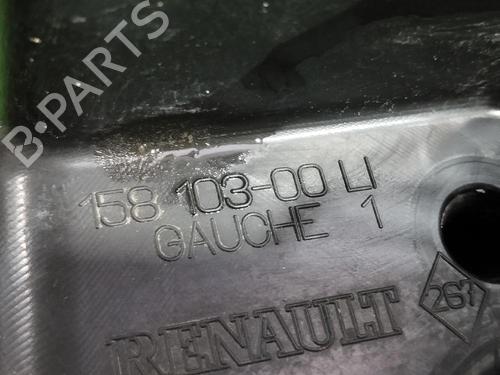 B-PARTS
158 103-00 LI
GAUCHE 1
RENAULT
267